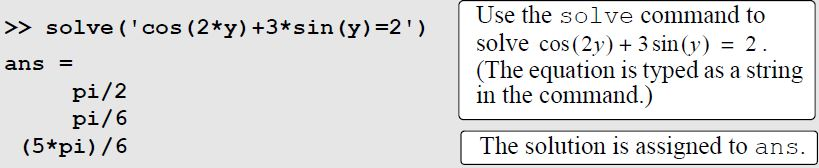 >> solve('cos(2*y)+3*sin(y)=2')
ans =
pi/2
pi/6
(5*pi)/6
Use the solve command to
solve cos(2y) + 3 sin(y) = 2.
(The equation is typed as a string
in the command.)
The solution is assigned to ans.